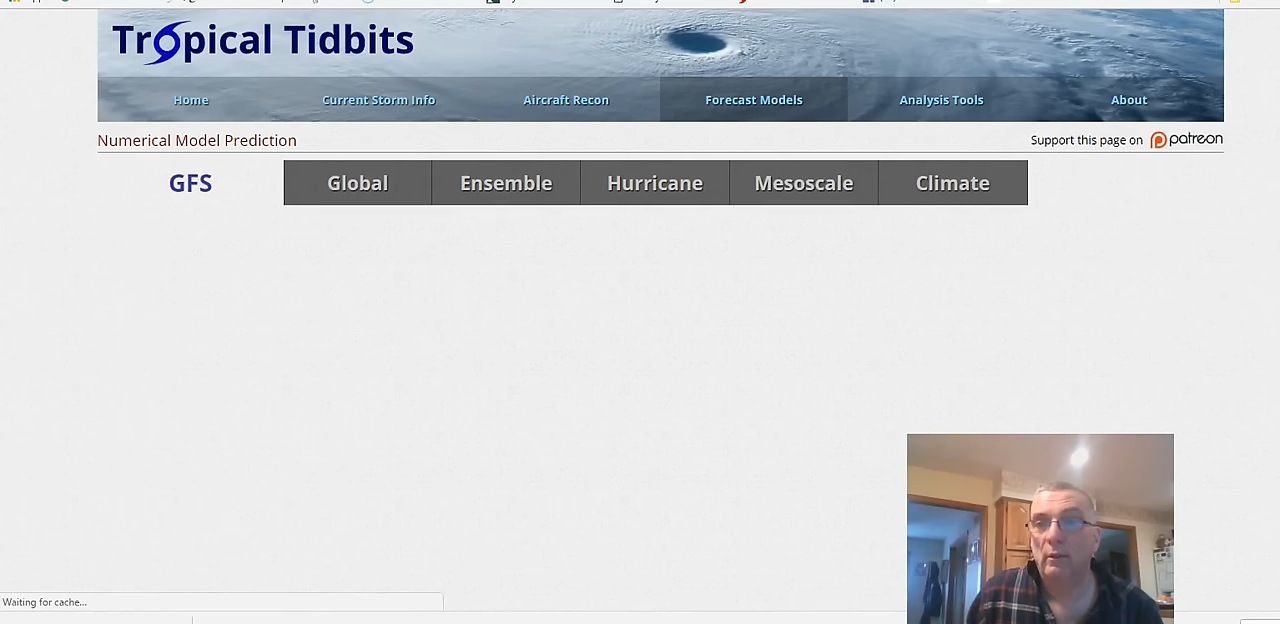 Tropical Tidbits
Home Current Storm Info Aircraft Recon Forecast Models Analysis Tools About
Numerical Model Prediction Support this page on patreon
GFS Global Ensemble Hurricane Mesoscale Climate
Waiting for cache...